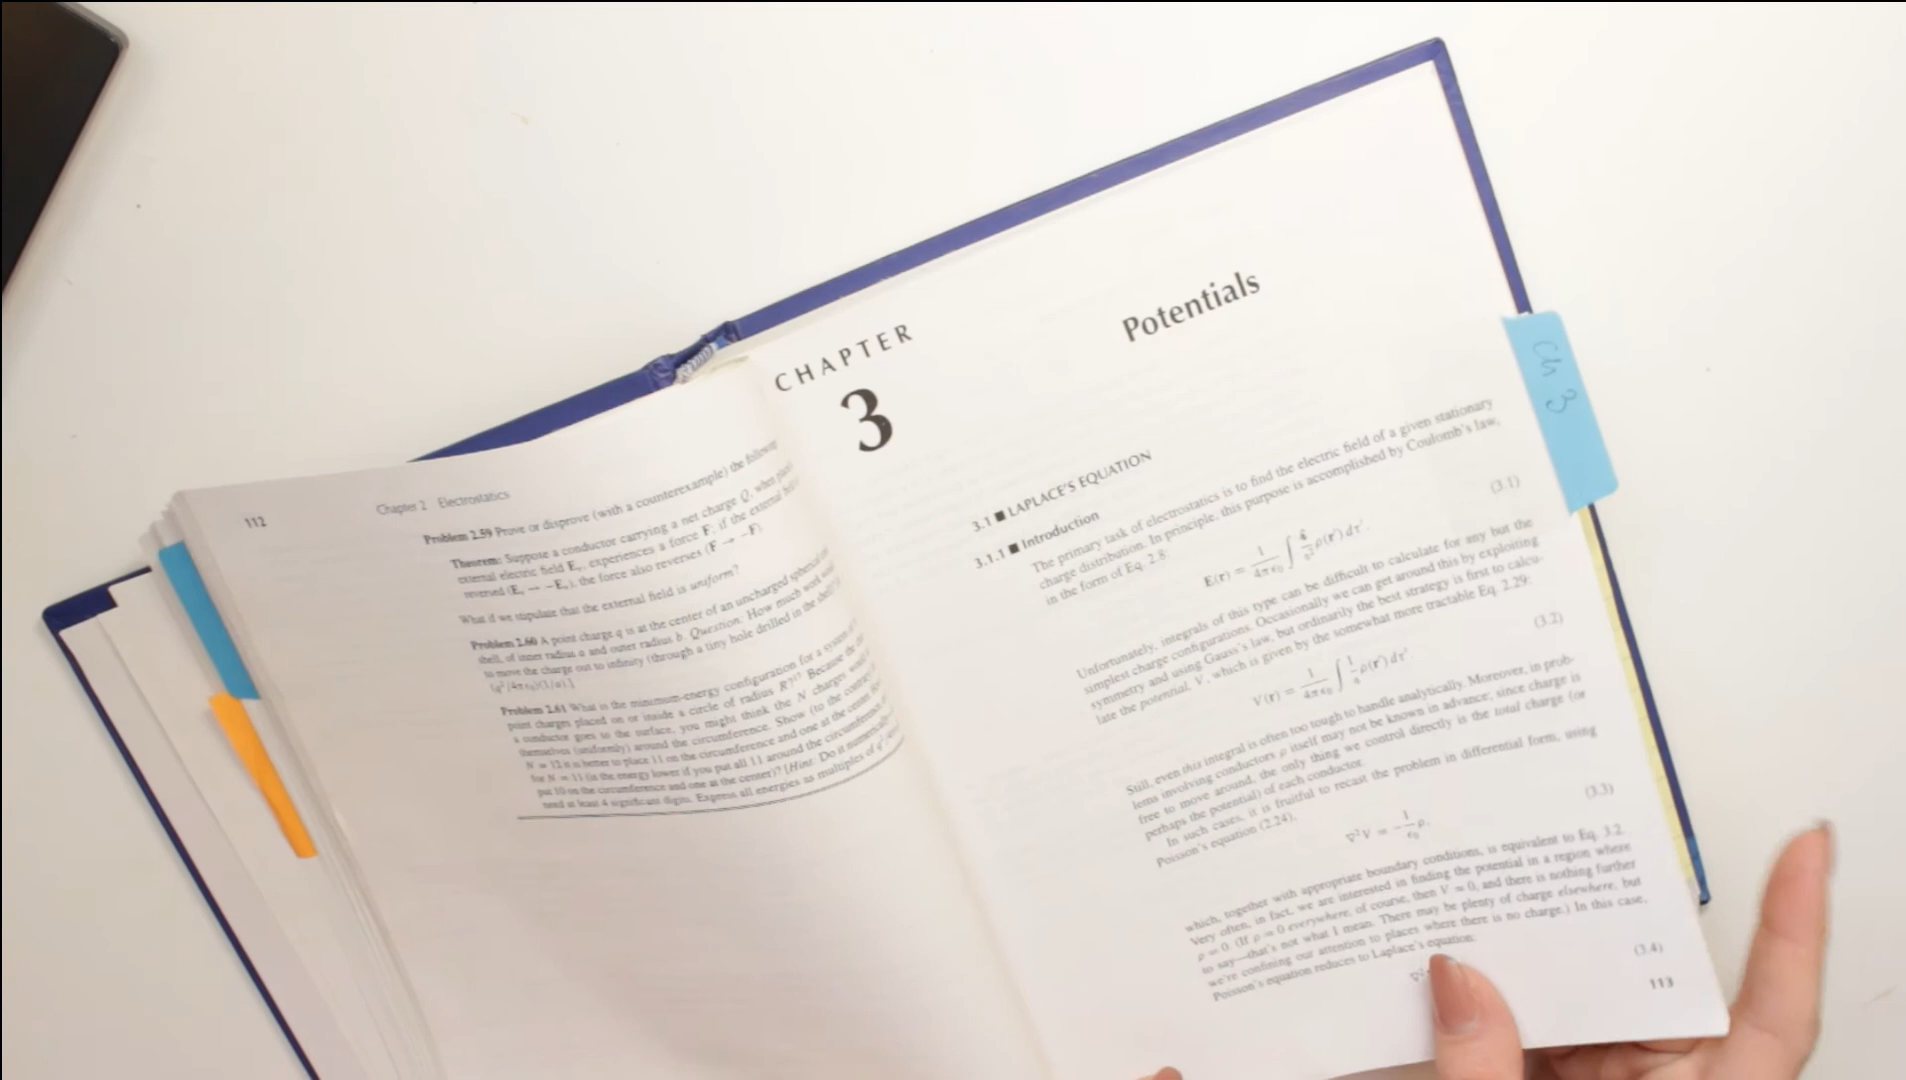 112
Chapter 2 Electrostatics
Problem 2.59 Prove or disprove (with a counterexample) the following
Theorem: Suppose a conductor carrying a net charge Q, when placed
external electric field Eₑ, experiences a force F; if the external field is
reversed (Eₑ → −Eₑ), the force also reverses (F → −F).
What if we stipulate that the external field is uniform?
Problem 2.60 A point charge q is at the center of an uncharged spherical
shell, of inner radius a and outer radius b. Question: How much work would
to move the charge out to infinity (through a tiny hole drilled in the shell)?
Problem 2.61 What is the minimum-energy configuration for a system of
point charges placed on or inside a circle of radius R? Because the
a conductor goes to the surface, you might think the N charges would
themselves (uniformly) around the circumference. Show (to the contrary)
N = 12 it is better to place 11 on the circumference and one at the center.
for N = 11 (is the energy lower if you put all 11 around the circumference
put 10 on the circumference and one at the center)? [Hint: Do it numerically
need at least 4 significant digits. Express all energies as multiples of
CHAPTER
3
Potentials
Ch 3
3.1 ■ LAPLACE'S EQUATION
3.1.1 ■ Introduction
The primary task of electrostatics is to find the electric field of a given stationary
charge distribution. In principle, this purpose is accomplished by Coulomb's law,
in the form of Eq. 2.8:
E(r) = 1/4πε₀ ∫ 𝓇̂/𝓇² ρ(r′) dτ′. (3.1)
Unfortunately, integrals of this type can be difficult to calculate for any but the
simplest charge configurations. Occasionally we can get around this by exploiting
symmetry and using Gauss's law, but ordinarily the best strategy is first to calcu-
late the potential, V, which is given by the somewhat more tractable Eq. 2.29:
V(r) = 1/4πε₀ ∫ 1/𝓇 ρ(r′) dτ′. (3.2)
Still, even this integral is often too tough to handle analytically. Moreover, in prob-
lems involving conductors ρ itself may not be known in advance; since charge is
free to move around, the only thing we control directly is the total charge (or
perhaps the potential) of each conductor.
In such cases, it is fruitful to recast the problem in differential form, using
Poisson's equation (2.24),
∇²V = −1/ε₀ ρ, (3.3)
which, together with appropriate boundary conditions, is equivalent to Eq. 3.2.
Very often, in fact, we are interested in finding the potential in a region where
ρ = 0. (If ρ = 0 everywhere, of course, then V = 0, and there is nothing further
to say—that's not what I mean. There may be plenty of charge elsewhere, but
we're confining our attention to places where there is no charge.) In this case,
Poisson's equation reduces to Laplace's equation:
(3.4)
113